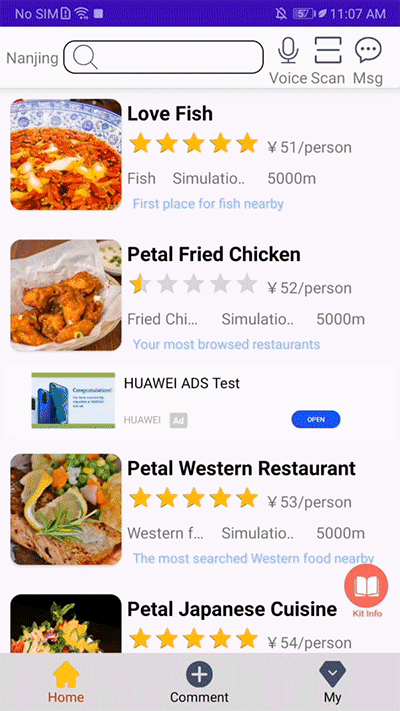 No SIM 57 11:07 AM
Nanjing
Voice Scan Msg
Love Fish
¥ 51/person
Fish Simulatio.. 5000m
First place for fish nearby
Petal Fried Chicken
¥ 52/person
Fried Chi... Simulatio.. 5000m
Your most browsed restaurants
Congratulations!
HUAWEI ADS Test
HUAWEI Ad
OPEN
Petal Western Restaurant
¥ 53/person
Western f... Simulatio.. 5000m
The most searched Western food nearby
Kit Info
Petal Japanese Cuisine
¥ 54/person
Home Comment My